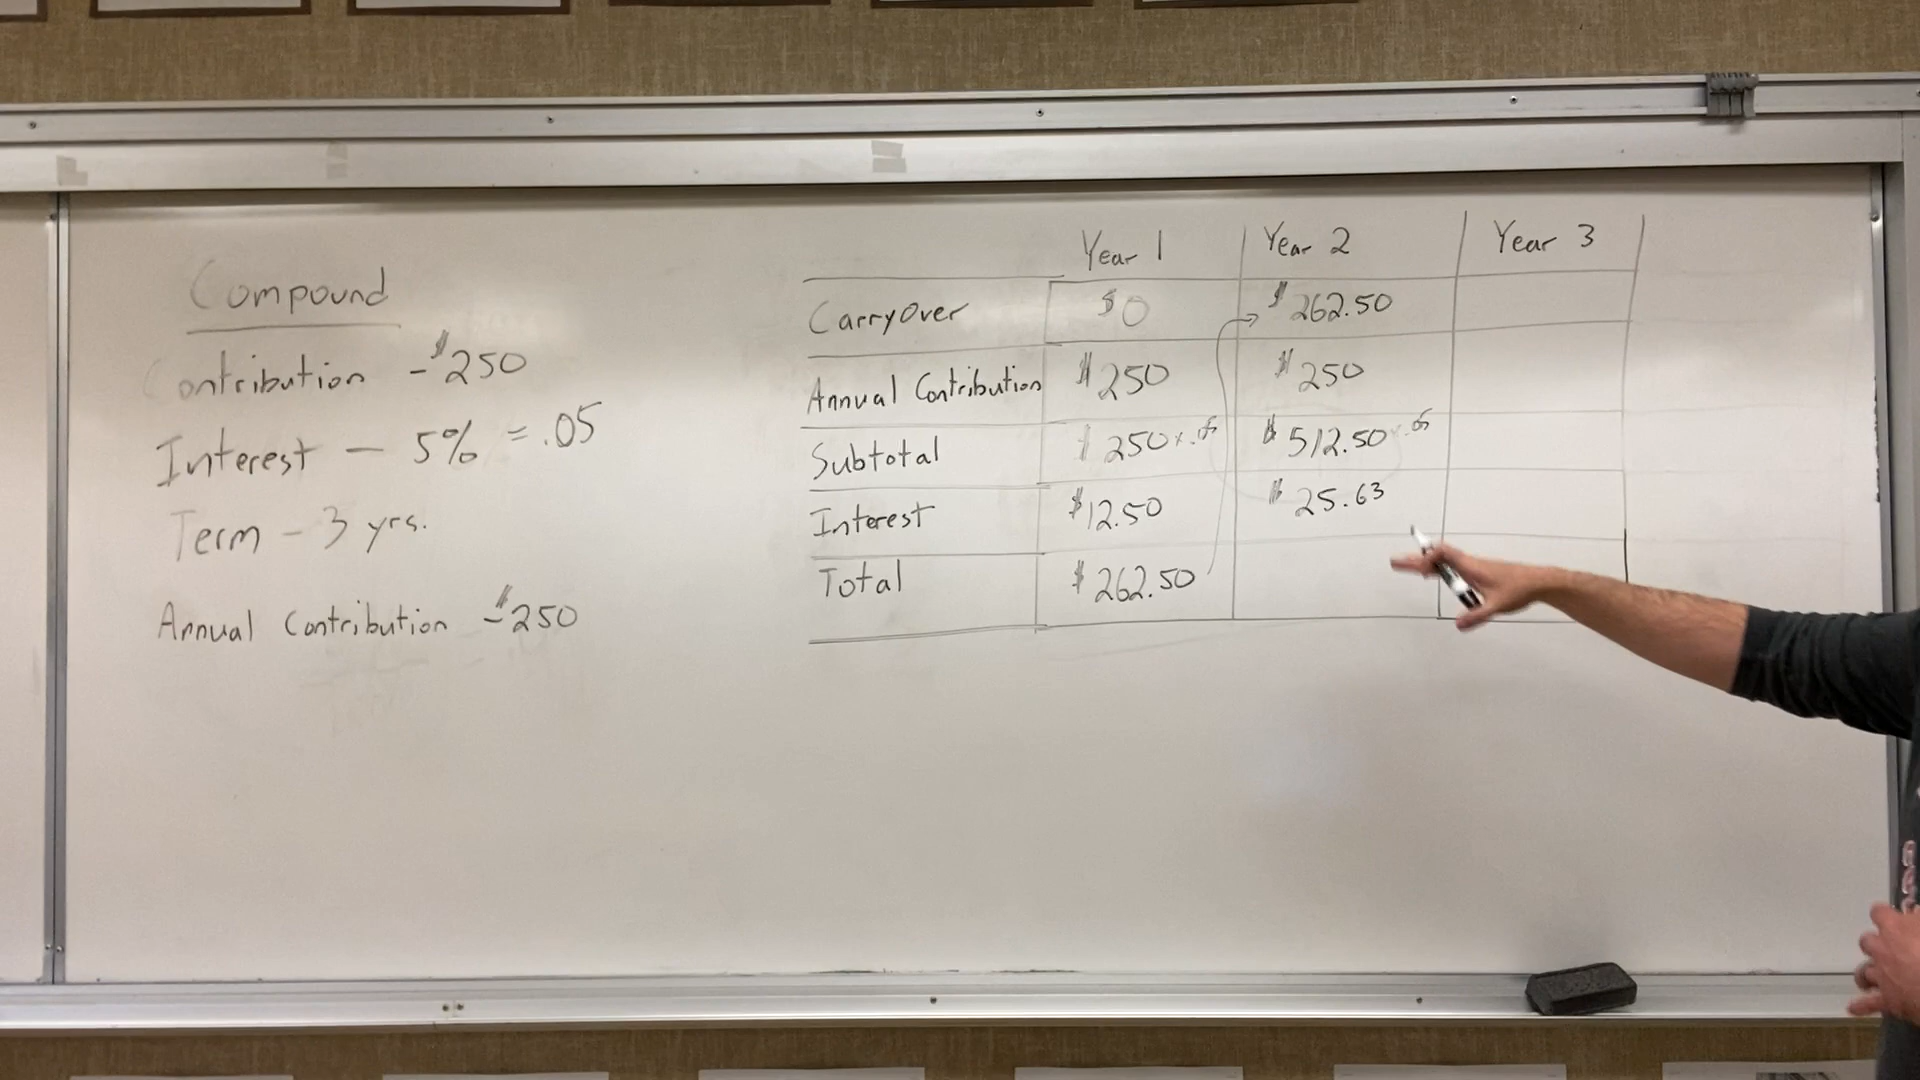 Compound
Contribution - $250
Interest - 5% = .05
Term - 3 yrs.
Annual Contribution - $250
Year 1 Year 2 Year 3
CarryOver $0 $262.50
Annual Contribution $250 $250
Subtotal $250 x .05 $512.50 x .05
Interest $12.50 $25.63
Total $262.50